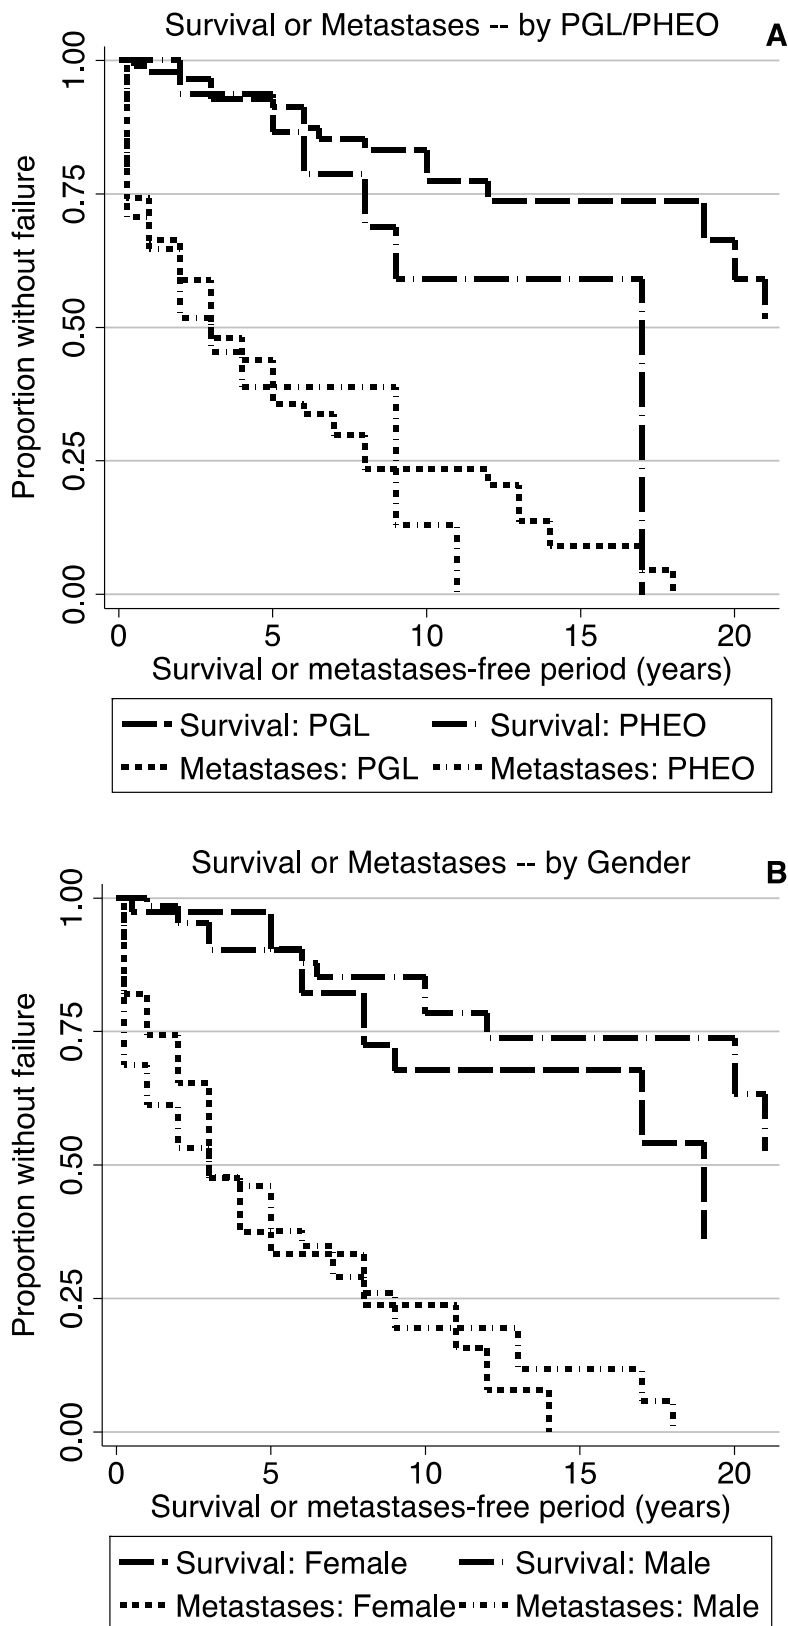 Survival or Metastases -- by PGL/PHEO
A
Proportion without failure
1.00
0.75
0.50
0.25
0.00
0 5 10 15 20
Survival or metastases-free period (years)
Survival: PGL Survival: PHEO
Metastases: PGL Metastases: PHEO
Survival or Metastases -- by Gender
B
Proportion without failure
1.00
0.75
0.50
0.25
0.00
0 5 10 15 20
Survival or metastases-free period (years)
Survival: Female Survival: Male
Metastases: Female Metastases: Male